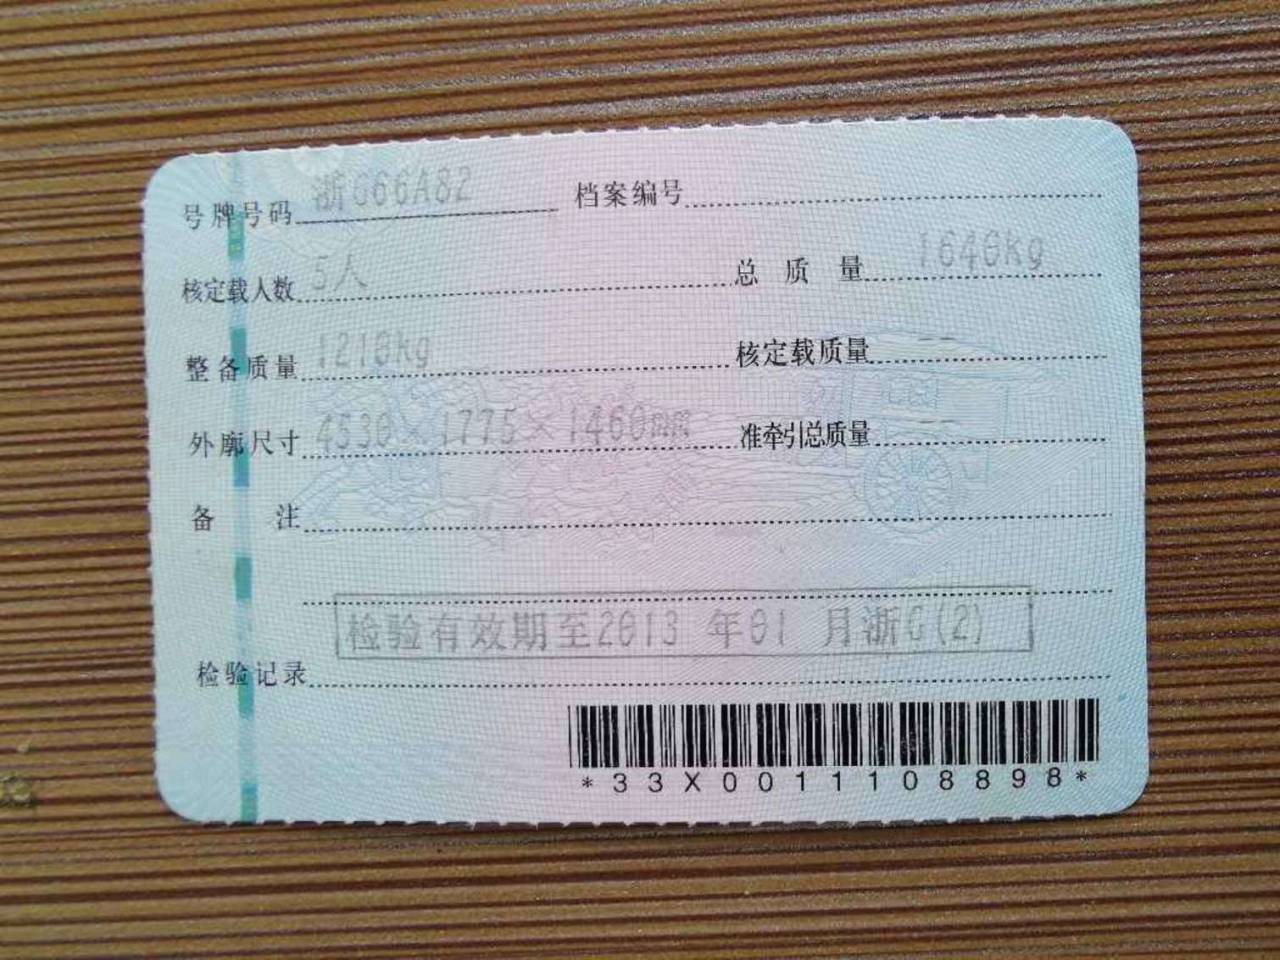 号牌号码 浙G66A82 档案编号
核定载人数 5人 总质量 1640kg
整备质量 1210kg 核定载质量 --
外廓尺寸 4530×1775×1460mm 准牵引总质量 --
备注
检验有效期至2013年01月浙G(2)
检验记录
*33X0011108898*